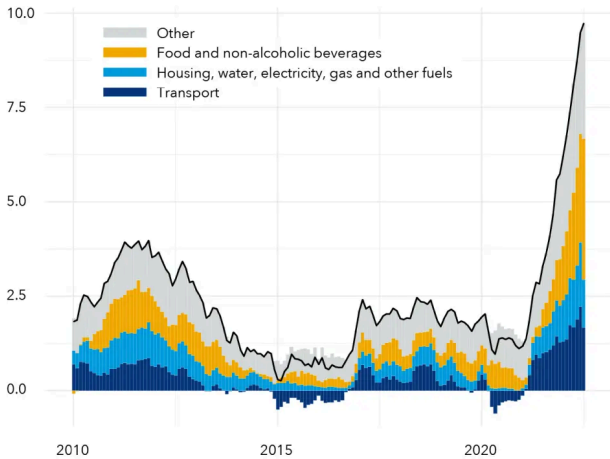 10.0
Other
Food and non-alcoholic beverages
Housing, water, electricity, gas and other fuels
Transport
7.5
5.0
2.5
0.0
2010 2015 2020